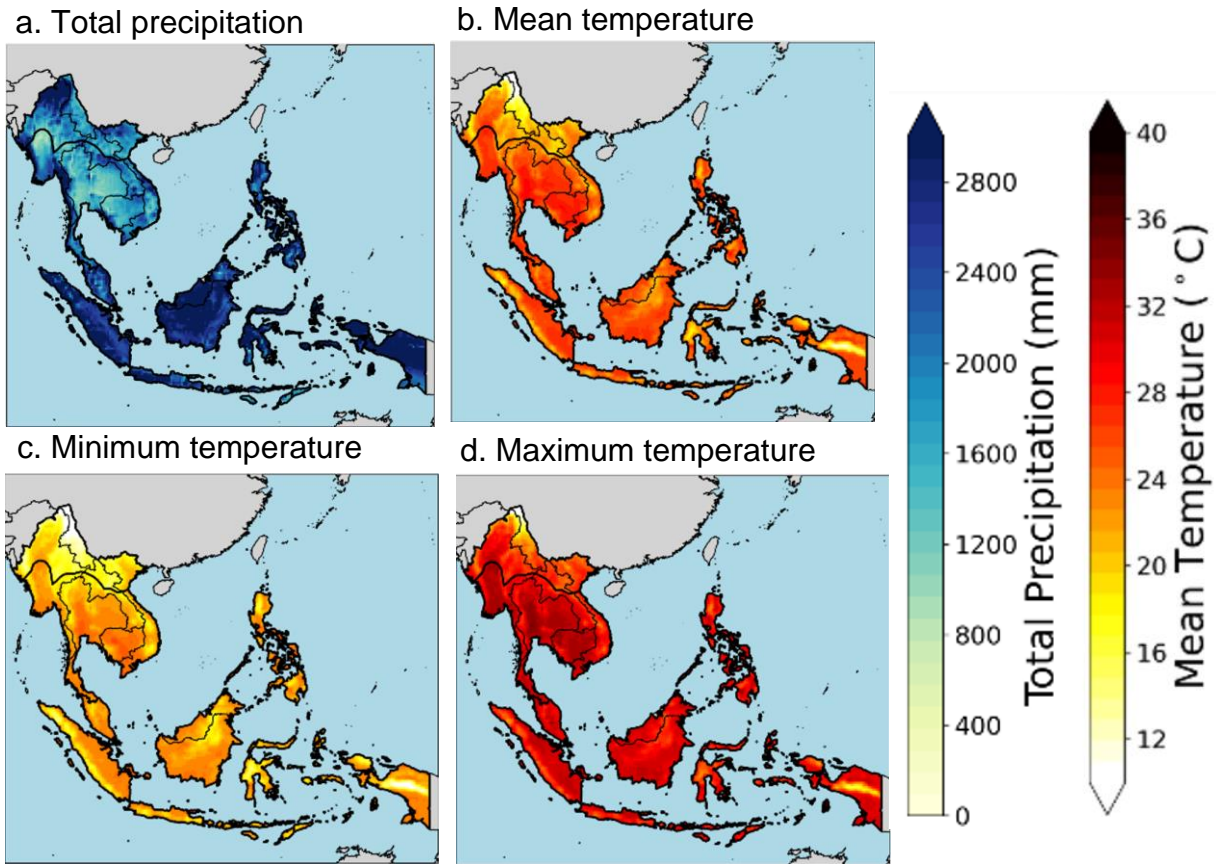 a. Total precipitation
b. Mean temperature
c. Minimum temperature
d. Maximum temperature
2800
2400
2000
1600
1200
800
400
0
Total Precipitation (mm)
40
36
32
28
24
20
16
12
Mean Temperature (°C)